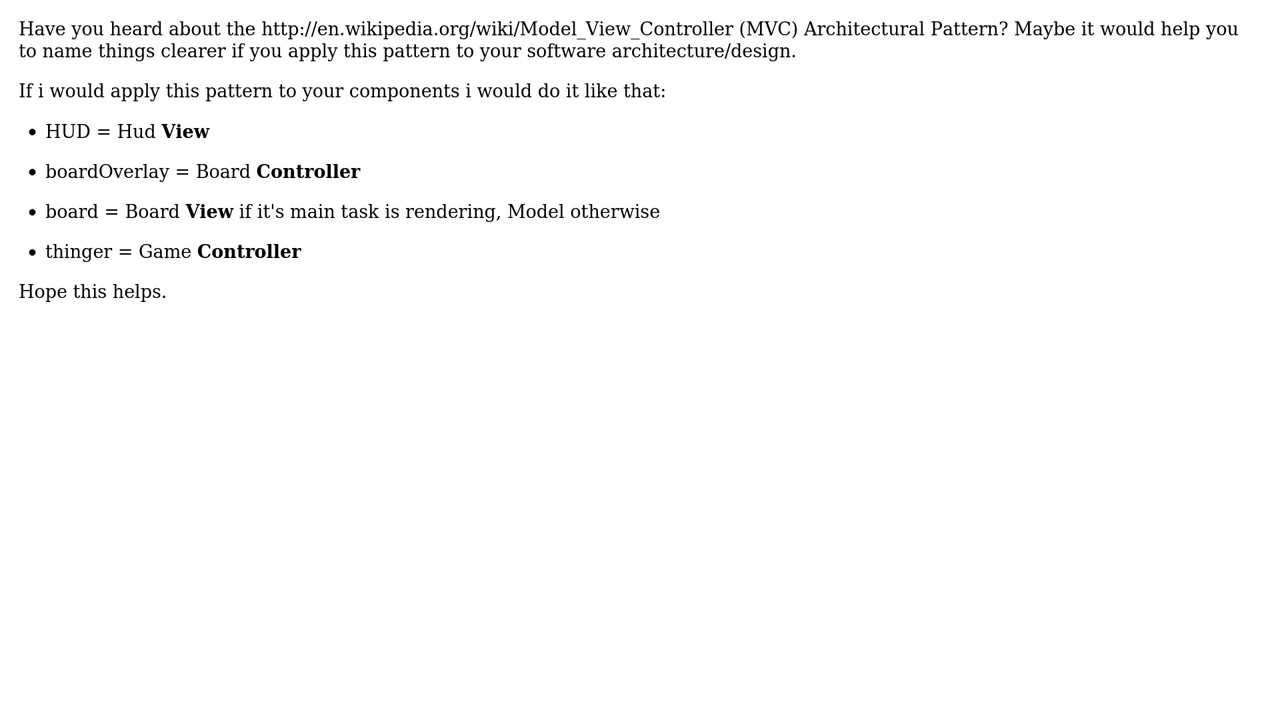 Have you heard about the http://en.wikipedia.org/wiki/Model_View_Controller (MVC) Architectural Pattern? Maybe it would help you
to name things clearer if you apply this pattern to your software architecture/design.
If i would apply this pattern to your components i would do it like that:
• HUD = Hud View
• boardOverlay = Board Controller
• board = Board View if it's main task is rendering, Model otherwise
• thinger = Game Controller
Hope this helps.